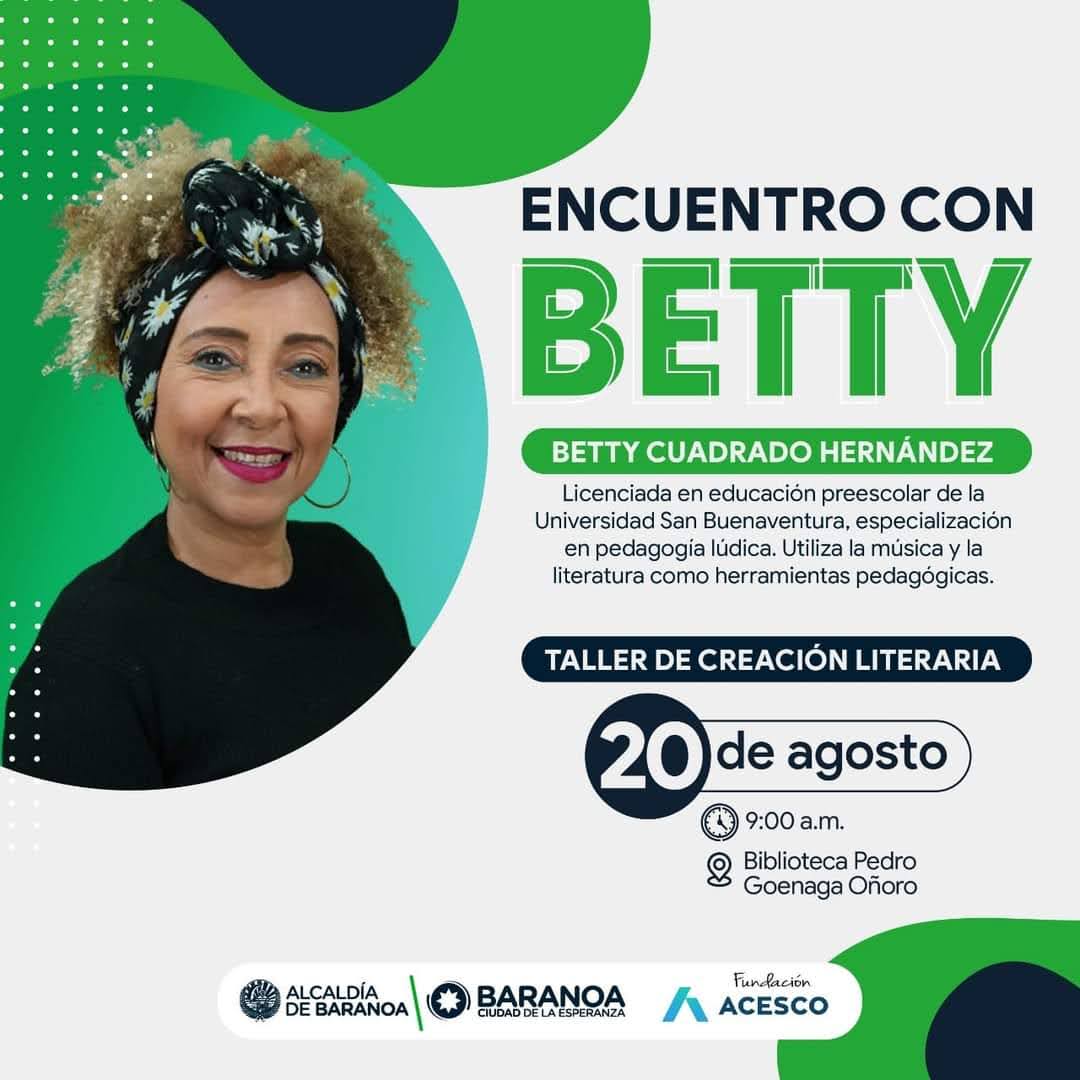 ENCUENTRO CON
BETTY
BETTY CUADRADO HERNÁNDEZ
Licenciada en educación preescolar de la
Universidad San Buenaventura, especialización
en pedagogía lúdica. Utiliza la música y la
literatura como herramientas pedagógicas.
TALLER DE CREACIÓN LITERARIA
20 de agosto
9:00 a.m.
Biblioteca Pedro
Goenaga Oñoro
ALCALDÍA
DE BARANOA
BARANOA
CIUDAD DE LA ESPERANZA
Fundación
ACESCO